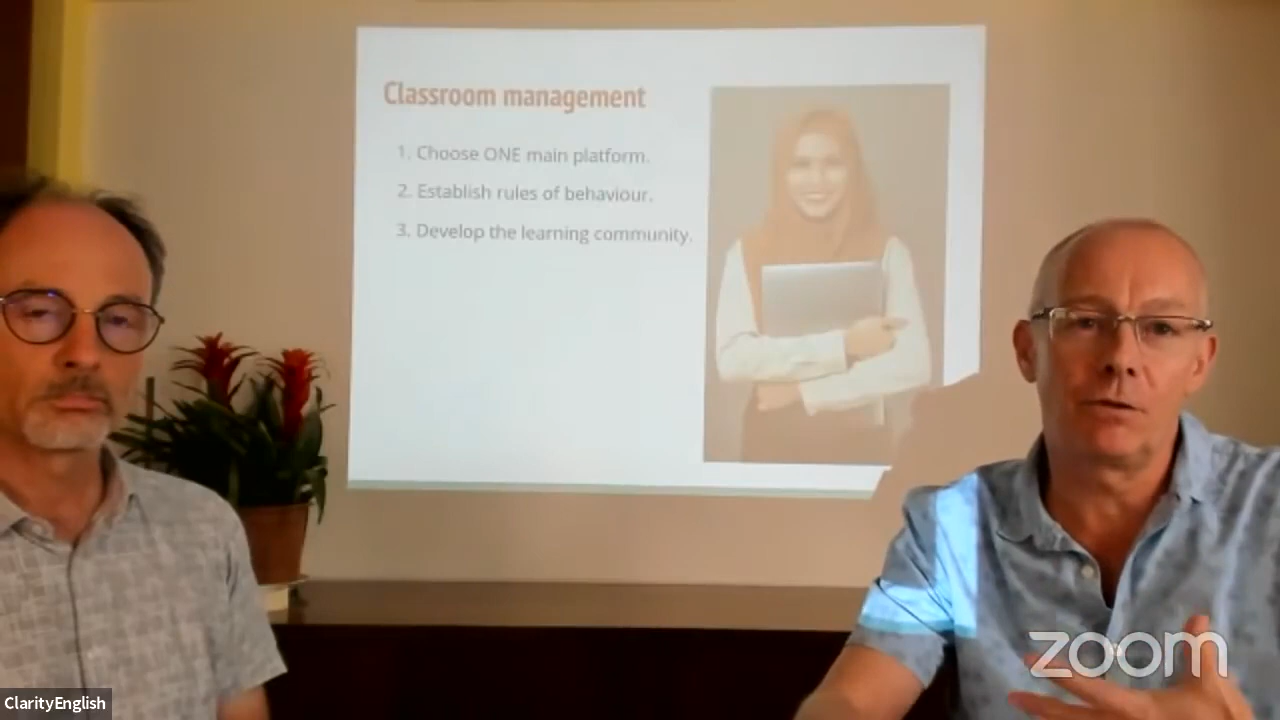 Classroom management
1. Choose ONE main platform.
2. Establish rules of behaviour.
3. Develop the learning community.
zoom
ClarityEnglish